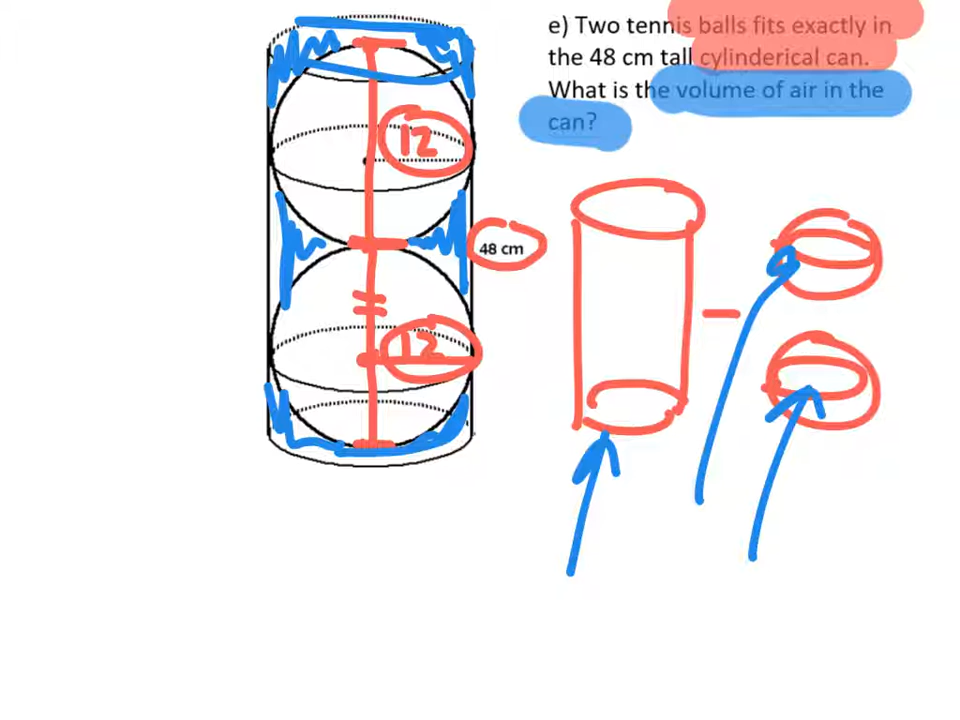 e) Two tennis balls fits exactly in
the 48 cm tall cylinderical can.
What is the volume of air in the
can?
12
48 cm
12